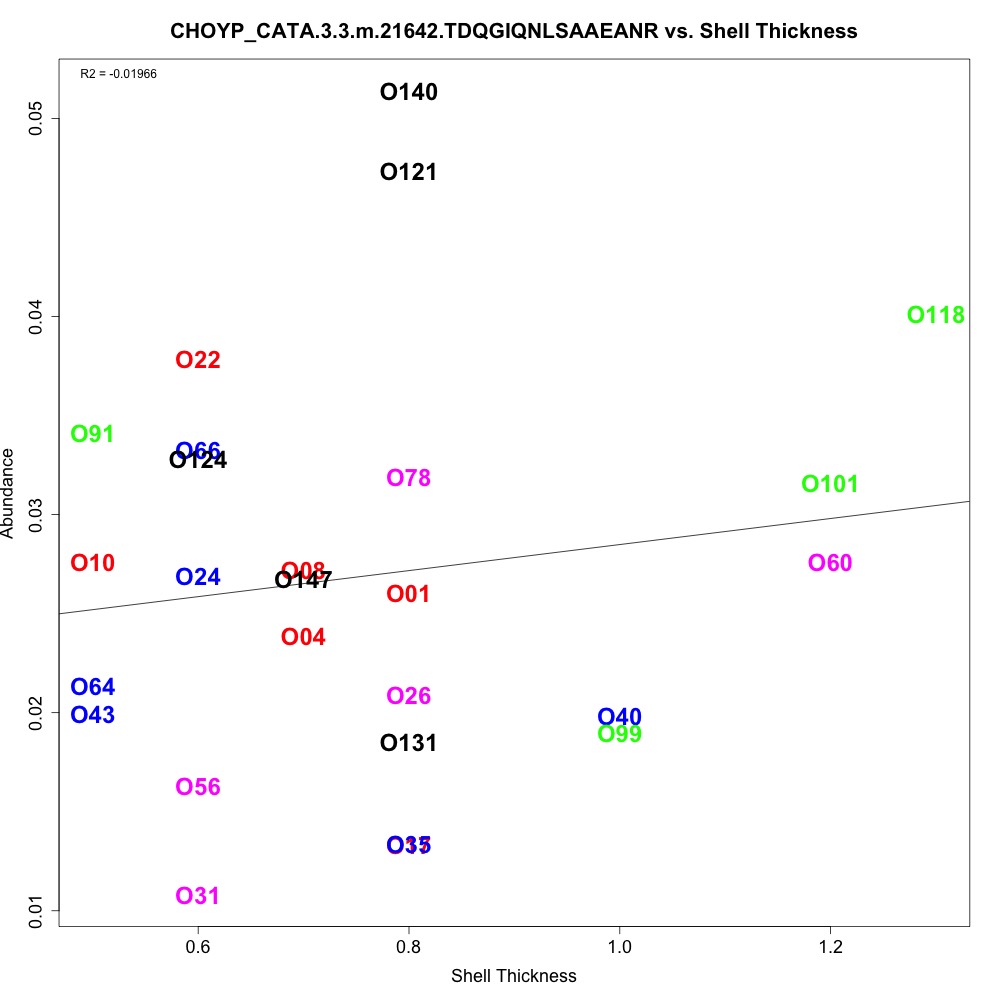 CHOYP_CATA.3.3.m.21642.TDQGIQNLSAAEANR vs. Shell Thickness
R2 = -0.01966
O140
0.05
O121
0.04
O118
O22
O91
O66
O124
O78
O101
Abundance
0.03
O10
O60
O08
O24
O147
O01
O04
O64
O26
0.02
O43
O40
O99
O131
O56
O35
O31
0.01
0.6
0.8
1.0
1.2
Shell Thickness